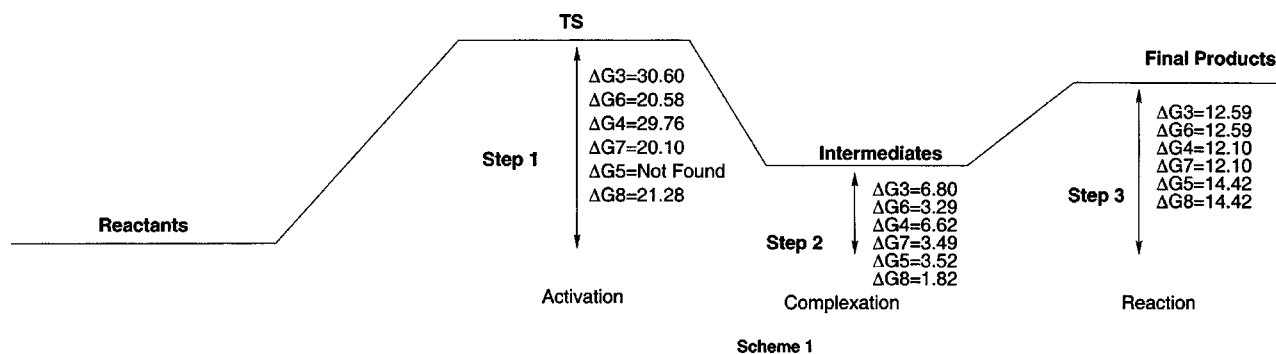 TS
Final Products
ΔG3=30.60
ΔG6=20.58
ΔG4=29.76
ΔG7=20.10
ΔG5=Not Found
ΔG8=21.28
Step 1
ΔG3=12.59
ΔG6=12.59
ΔG4=12.10
ΔG7=12.10
ΔG5=14.42
ΔG8=14.42
Step 3
Intermediates
ΔG3=6.80
ΔG6=3.29
ΔG4=6.62
ΔG7=3.49
ΔG5=3.52
ΔG8=1.82
Step 2
Reactants
Activation
Complexation
Reaction
Scheme 1